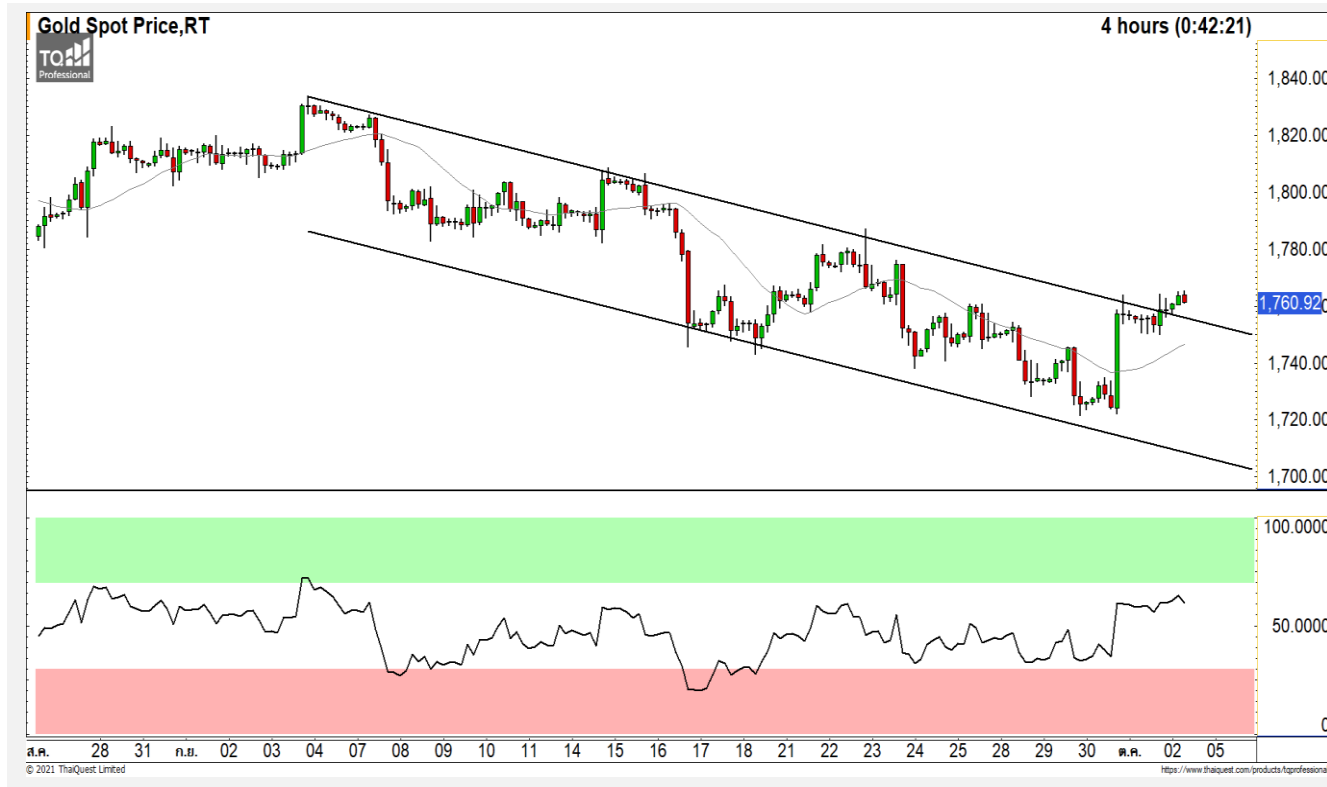 Gold Spot Price,RT
4 hours (0:42:21)
TQ
Professional
1,840.00
1,820.00
1,800.00
1,780.00
1,760.92
1,740.00
1,720.00
1,700.00
100.0000
50.0000
0
ส.ค. 28 31 ก.ย. 02 03 04 07 08 09 10 11 14 15 16 17 18 21 22 23 24 25 28 29 30 ต.ค. 02 05
© 2021 ThaiQuest Limited
https://www.thaiquest.com/products/tqprofessional